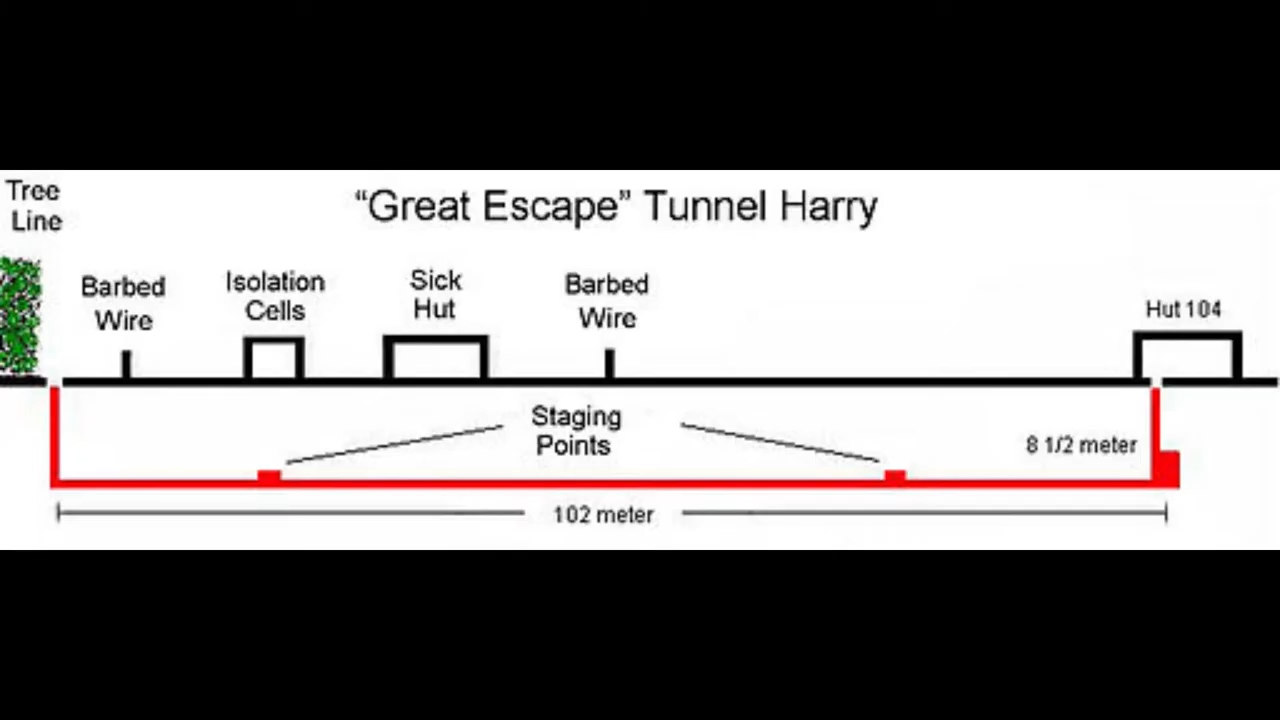 Tree
Line
“Great Escape” Tunnel Harry
Barbed
Wire
Isolation
Cells
Sick
Hut
Barbed
Wire
Hut 104
Staging
Points
8 1/2 meter
102 meter